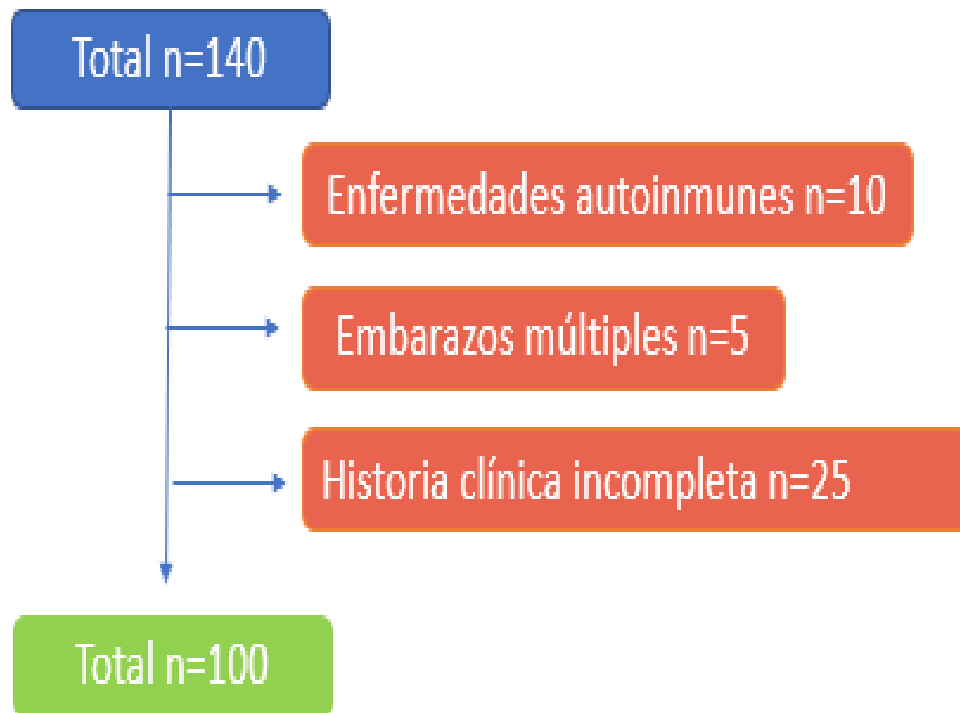 Total n=140
Enfermedades autoinmunes n=10
Embarazos múltiples n=5
Historia clínica incompleta n=25
Total n=100